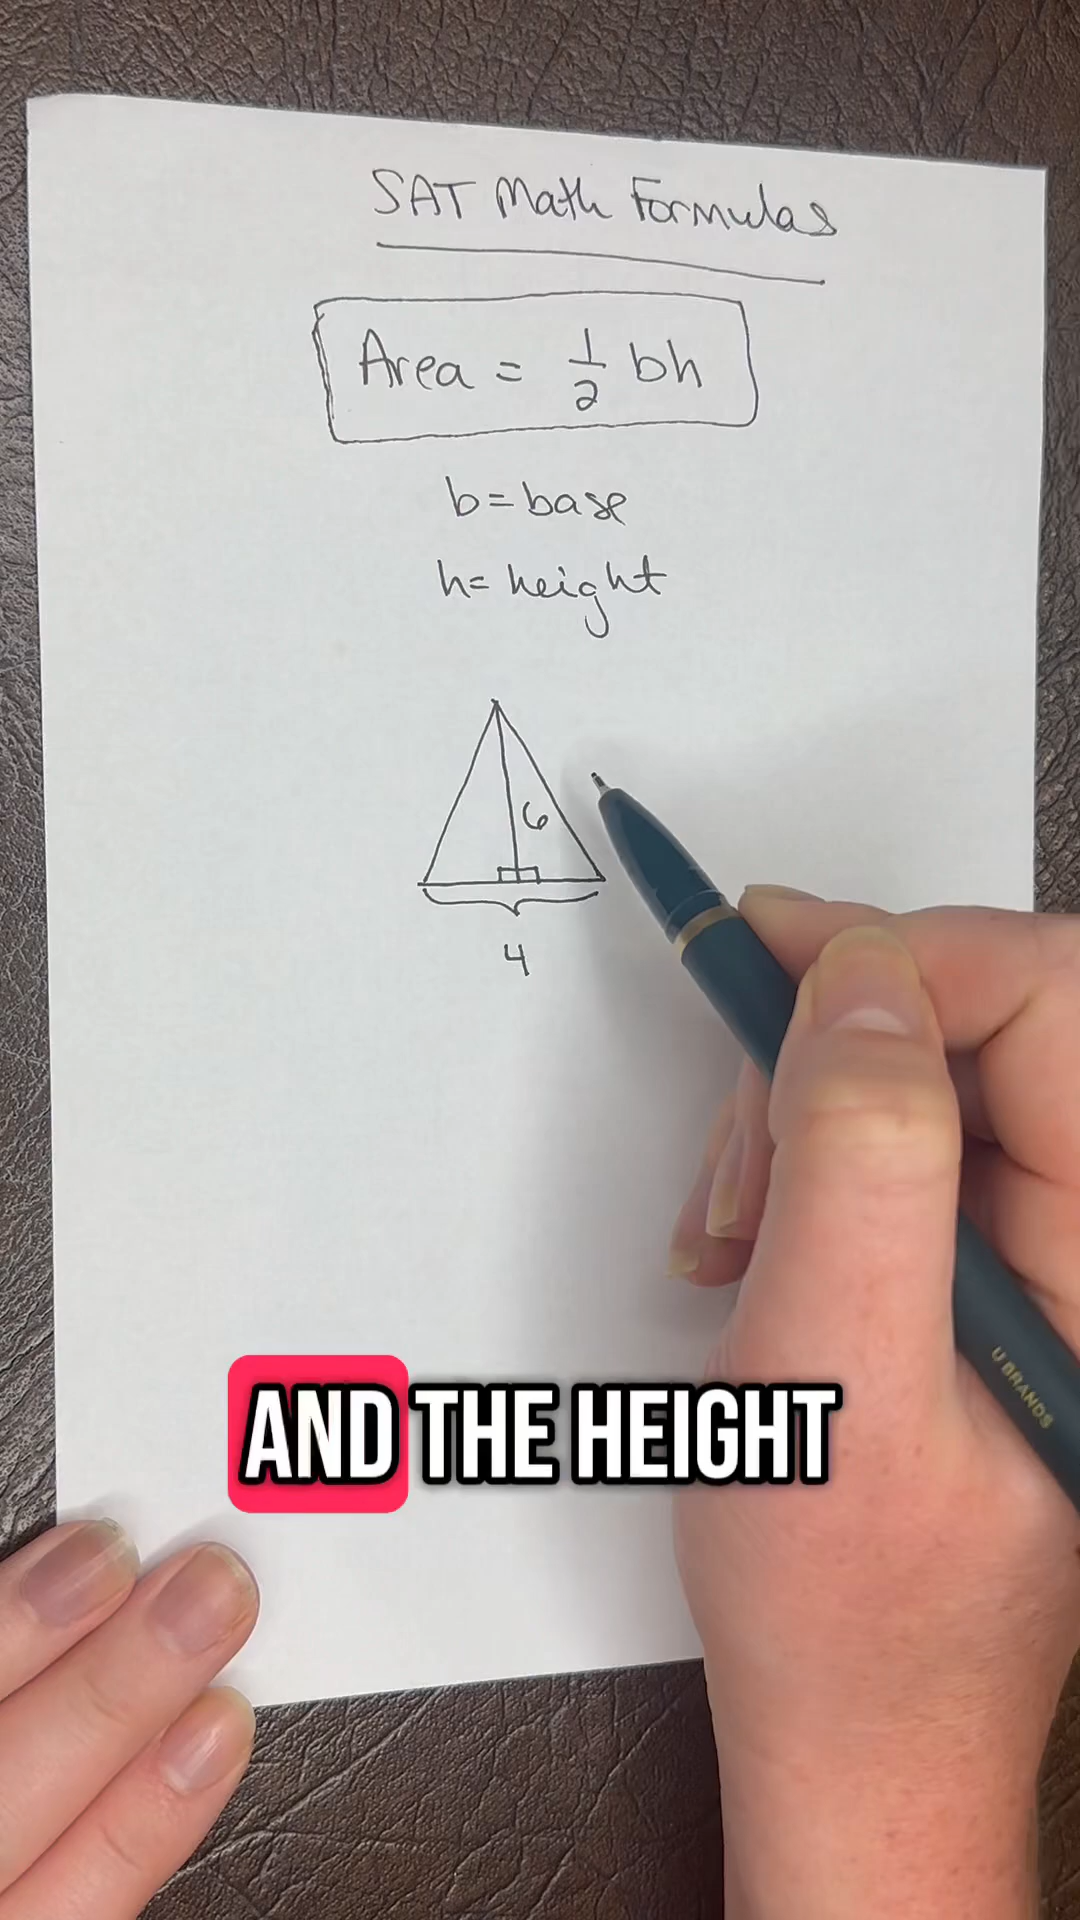 SAT Math Formulas
Area = 1/2 bh
b=base
h=height
6
4
U BRANDS
AND THE HEIGHT